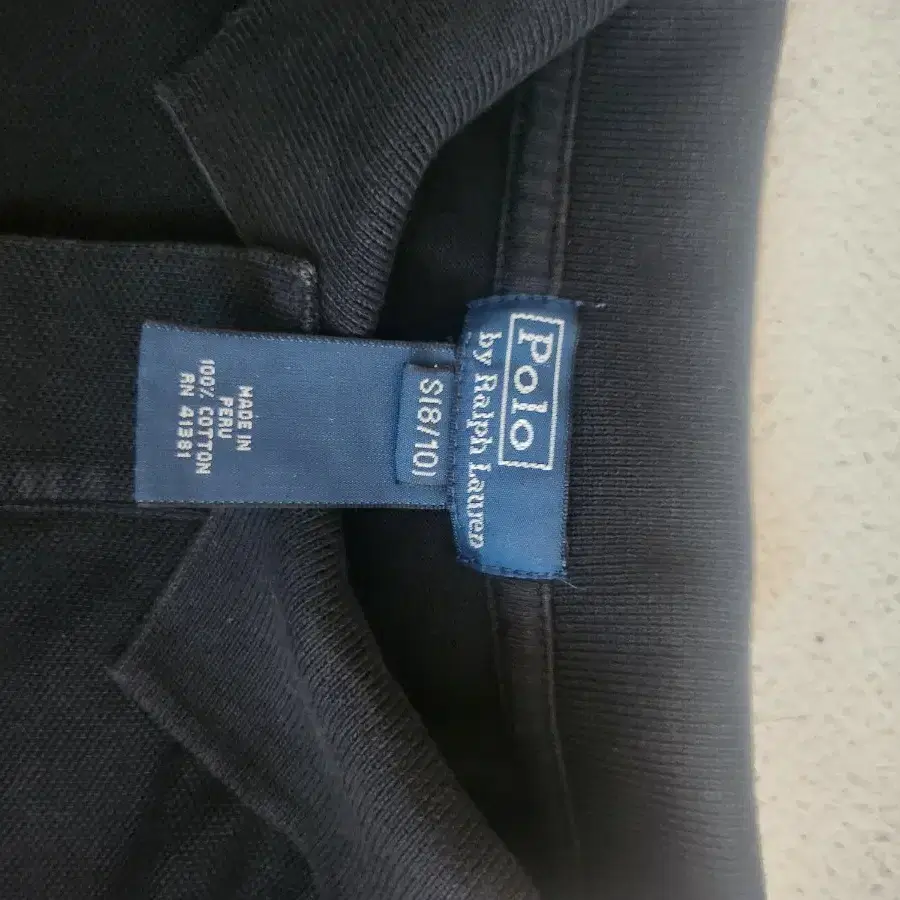 Polo
by Ralph Lauren
S(8/10)
MADE IN
PERU
100% COTTON
RN 41381